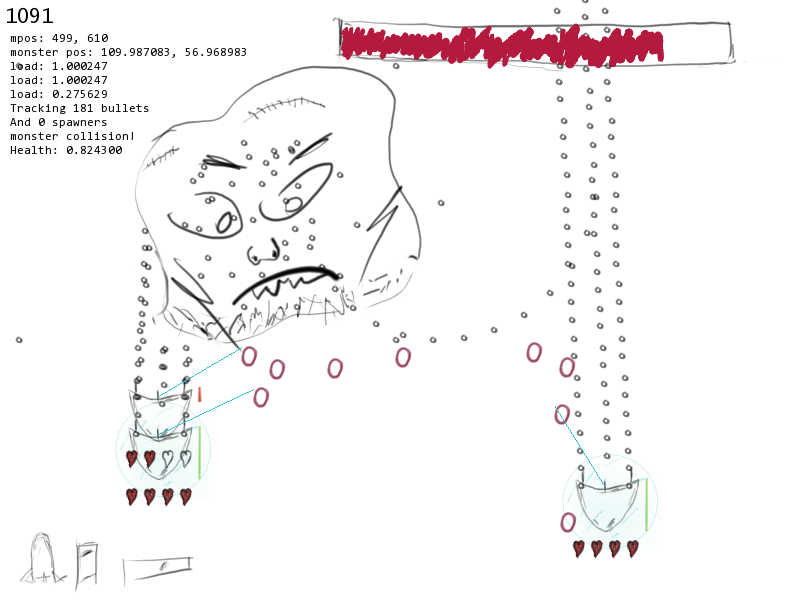 1091
mpos: 499, 610
monster pos: 109.987083, 56.968983
load: 1.000247
load: 1.000247
load: 0.275629
Tracking 181 bullets
And 0 spawners
monster collision!
Health: 0.824300